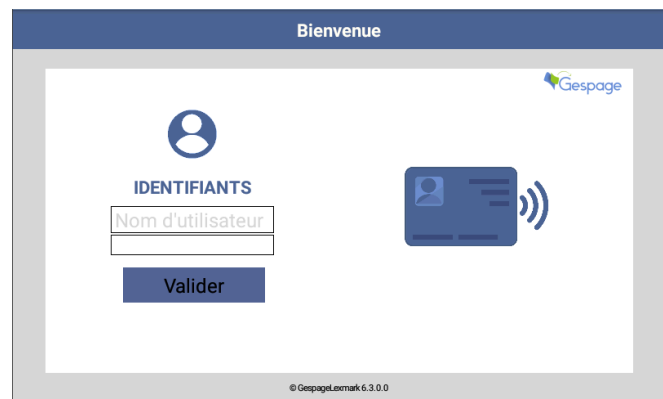 Bienvenue
Gespage
IDENTIFIANTS
Nom d'utilisateur
Valider
© GespageLexmark 6.3.0.0